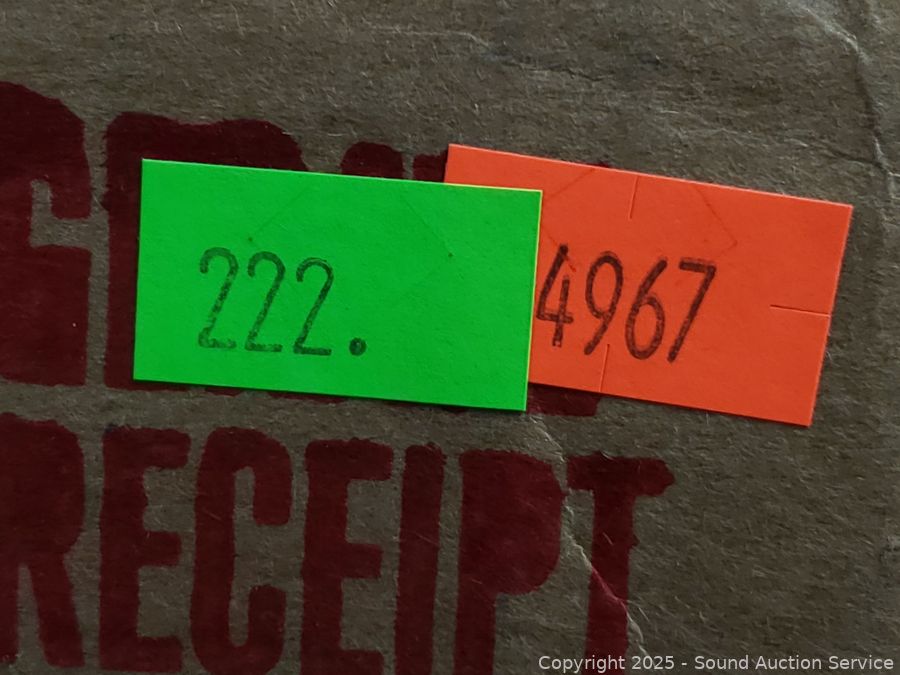 222.
4967
RECEIPT
Copyright 2025 - Sound Auction Service